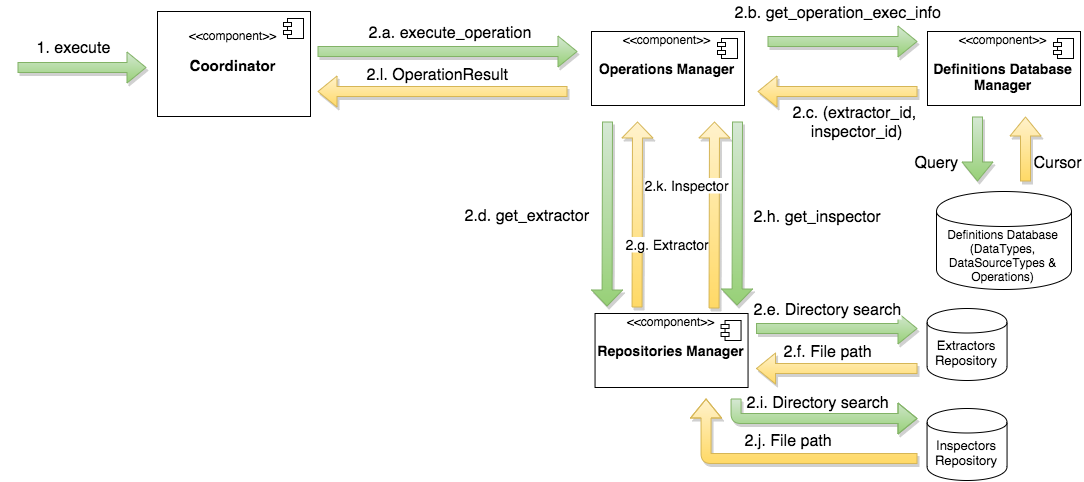 1. execute
<<component>>
Coordinator
2.a. execute_operation
2.l. OperationResult
<<component>>
Operations Manager
2.b. get_operation_exec_info
2.c. (extractor_id,
inspector_id)
<<component>>
Definitions Database
Manager
Query
Cursor
Definitions Database
(DataTypes,
DataSourceTypes &
Operations)
2.d. get_extractor
2.k. Inspector
2.g. Extractor
2.h. get_inspector
<<component>>
Repositories Manager
2.e. Directory search
2.f. File path
Extractors
Repository
2.i. Directory search
2.j. File path
Inspectors
Repository